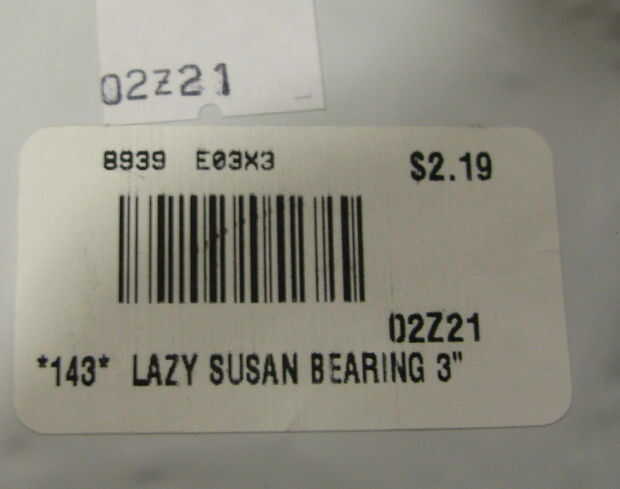 02Z21
8939 E03X3 $2.19
02Z21
*143* LAZY SUSAN BEARING 3"